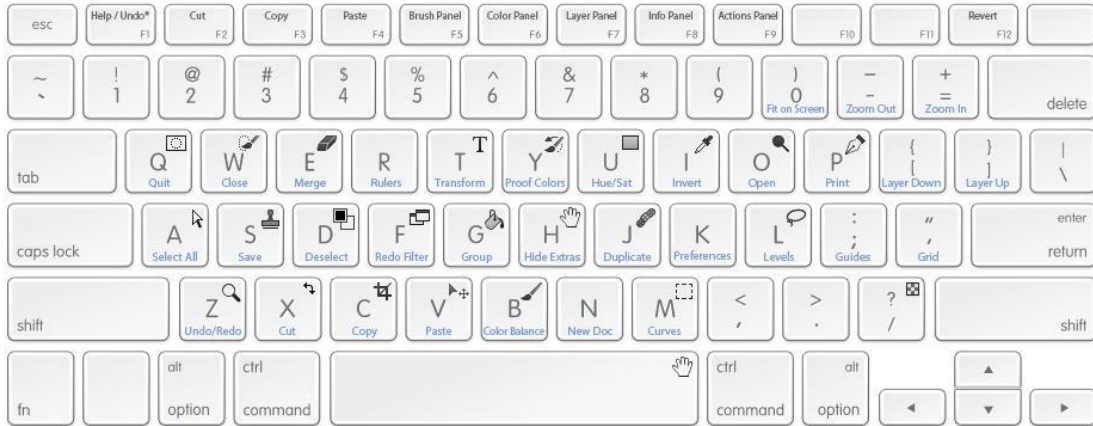 esc
Help / Undo* F1
Cut F2
Copy F3
Paste F4
Brush Panel F5
Color Panel F6
Layer Panel F7
Info Panel F8
Actions Panel F9
F10
F11
Revert F12
~ `
! 1
@ 2
# 3
$ 4
% 5
^ 6
& 7
* 8
( 9
) 0 Fit on Screen
– - Zoom Out
+ = Zoom In
delete
tab
Q Quit
W Close
E Merge
R Rulers
T T Transform
Y Proof Colors
U Hue/Sat
I Invert
O Open
P Print
{ [ Layer Down
} ] Layer Up
| \
caps lock
A Select All
S Save
D Deselect
F Redo Filter
G Group
H Hide Extras
J Duplicate
K Preferences
L Levels
: ; Guides
" ' Grid
enter
return
shift
Z Undo/Redo
X Cut
C Copy
V Paste
B Color Balance
N New Doc
M Curves
< ,
> .
? /
shift
fn
alt option
ctrl command
ctrl command
alt option